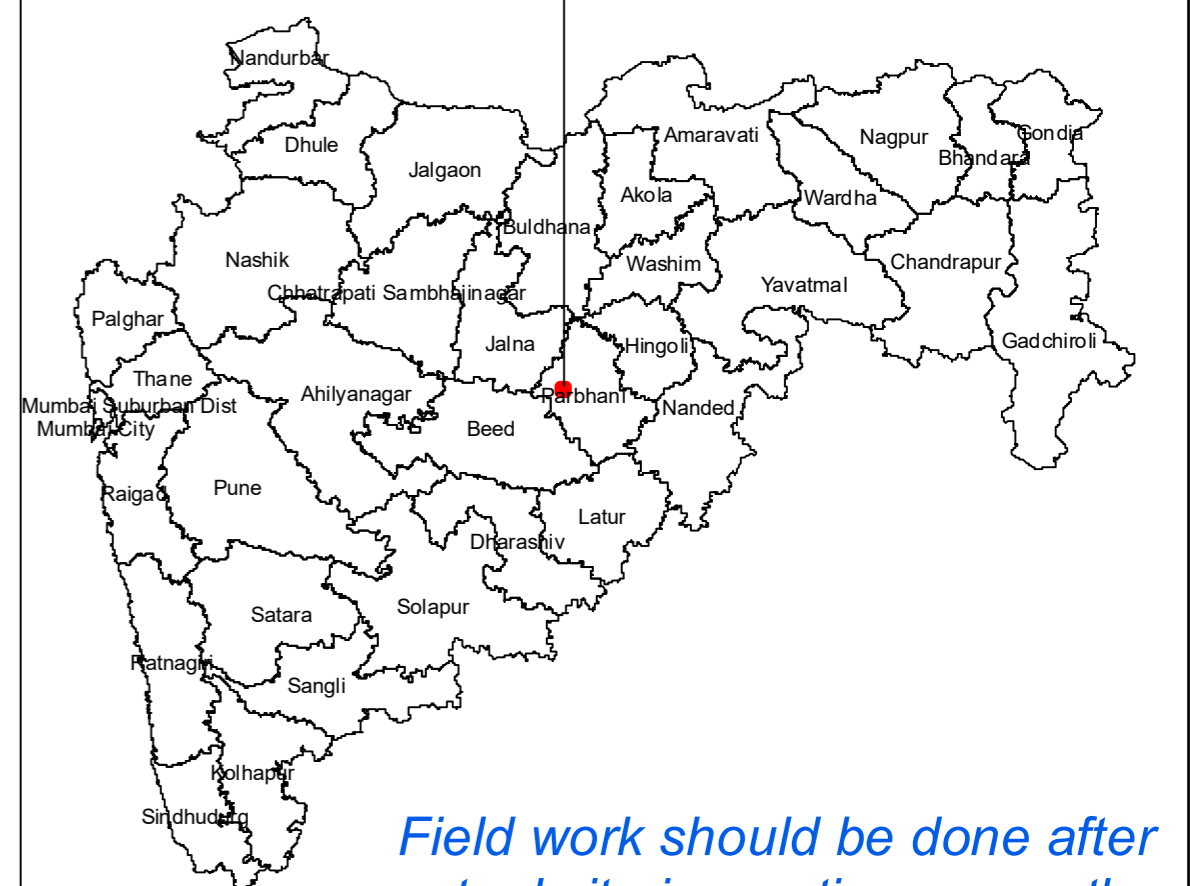 Nandurbar
Amaravati
Nagpur
Gondia
Dhule
Bhandara
Jalgaon
Akola
Wardha
Buldhana
Nashik
Washim
Chandrapur
Yavatmal
Chhatrapati Sambhajinagar
Palghar
Jalna
Hingoli
Gadchiroli
Thane
Ahilyanagar
Parbhani
Mumbai Suburban Dist
Nanded
Mumbai City
Beed
Raigad
Pune
Latur
Dharashiv
Satara
Solapur
Ratnagiri
Sangli
Kolhapur
Sindhudurg
Field work should be done after